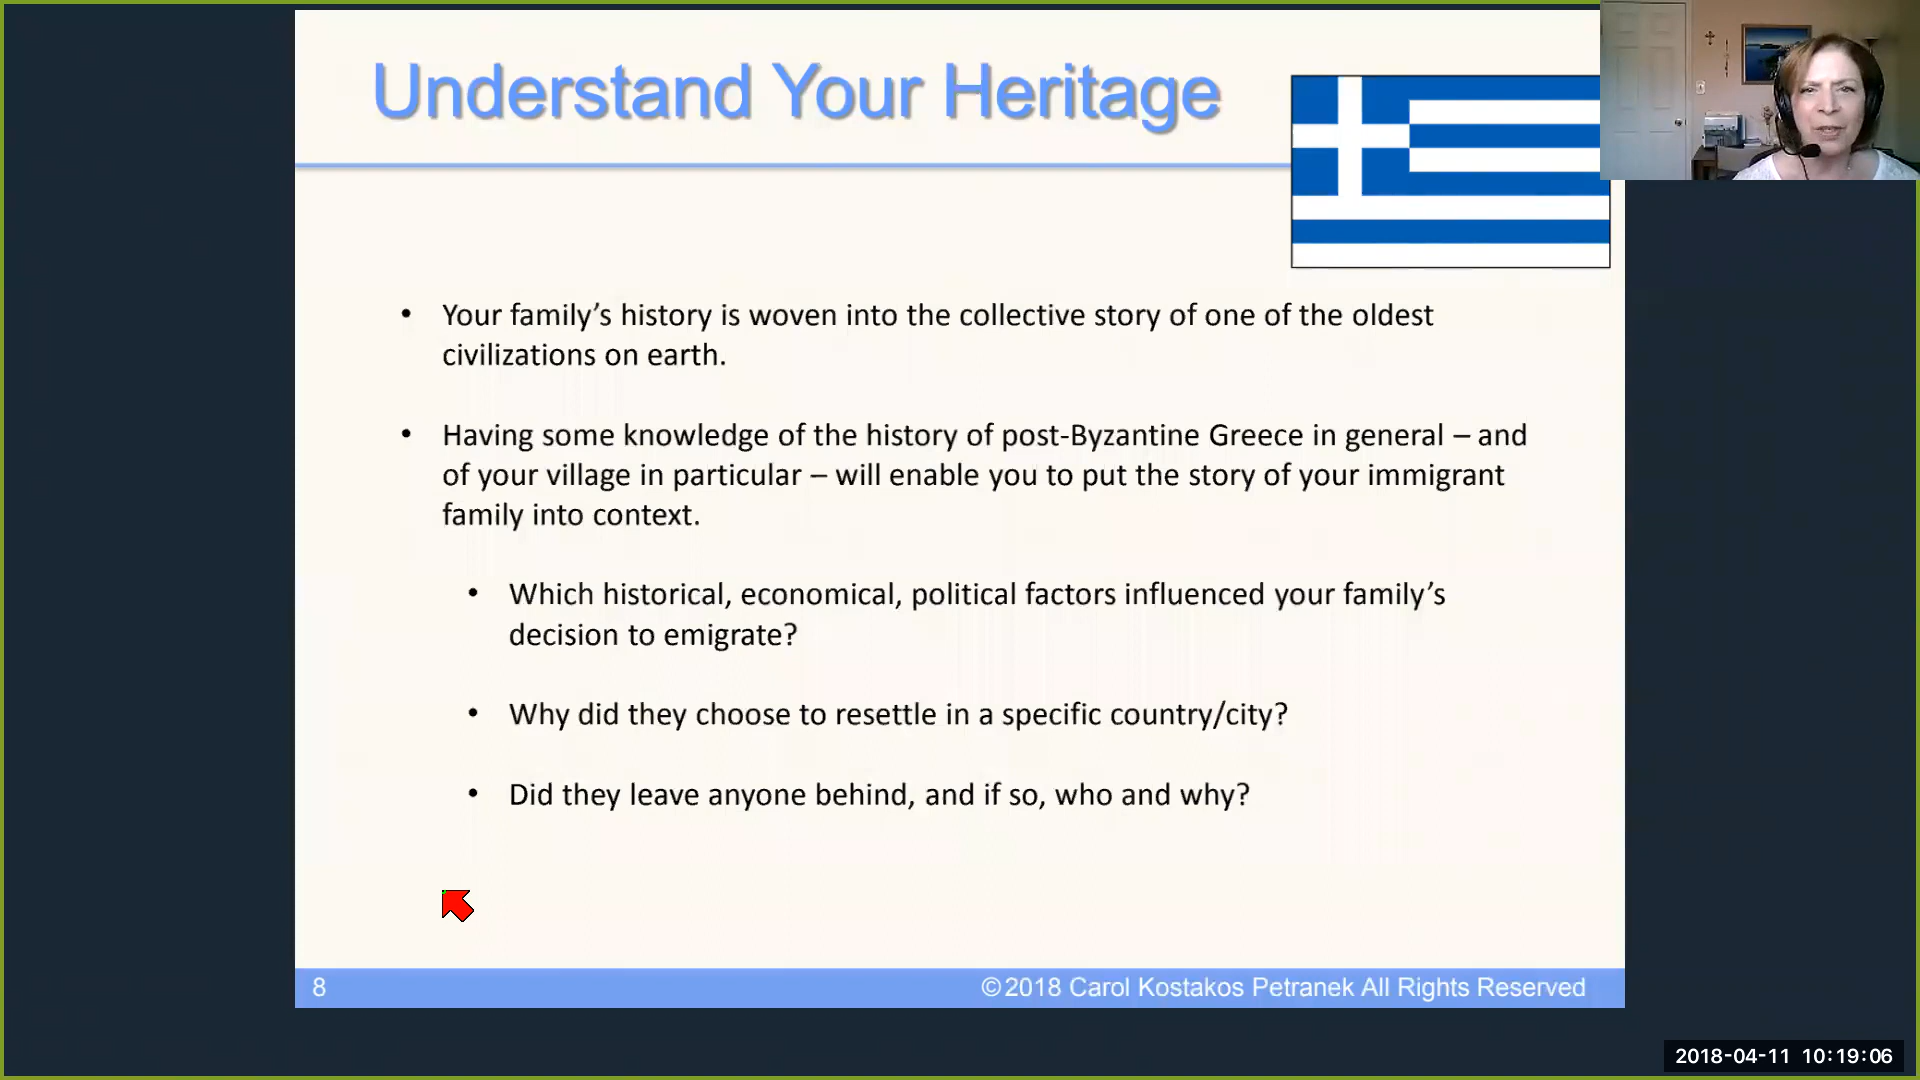 Understand Your Heritage
• Your family’s history is woven into the collective story of one of the oldest
civilizations on earth.
• Having some knowledge of the history of post-Byzantine Greece in general – and
of your village in particular – will enable you to put the story of your immigrant
family into context.
• Which historical, economical, political factors influenced your family’s
decision to emigrate?
• Why did they choose to resettle in a specific country/city?
• Did they leave anyone behind, and if so, who and why?
8
©2018 Carol Kostakos Petranek All Rights Reserved
2018-04-11 10:19:06